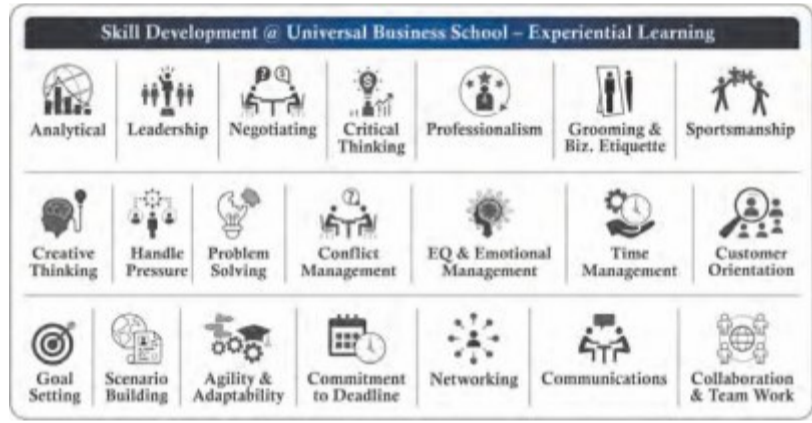 Skill Development @ Universal Business School – Experiential Learning
Analytical
Leadership
Negotiating
Critical
Thinking
Professionalism
Grooming &
Biz. Etiquette
Sportsmanship
Creative
Thinking
Handle
Pressure
Problem
Solving
Conflict
Management
EQ & Emotional
Management
Time
Management
Customer
Orientation
Goal
Setting
Scenario
Building
Agility &
Adaptability
Commitment
to Deadline
Networking
Communications
Collaboration
& Team Work